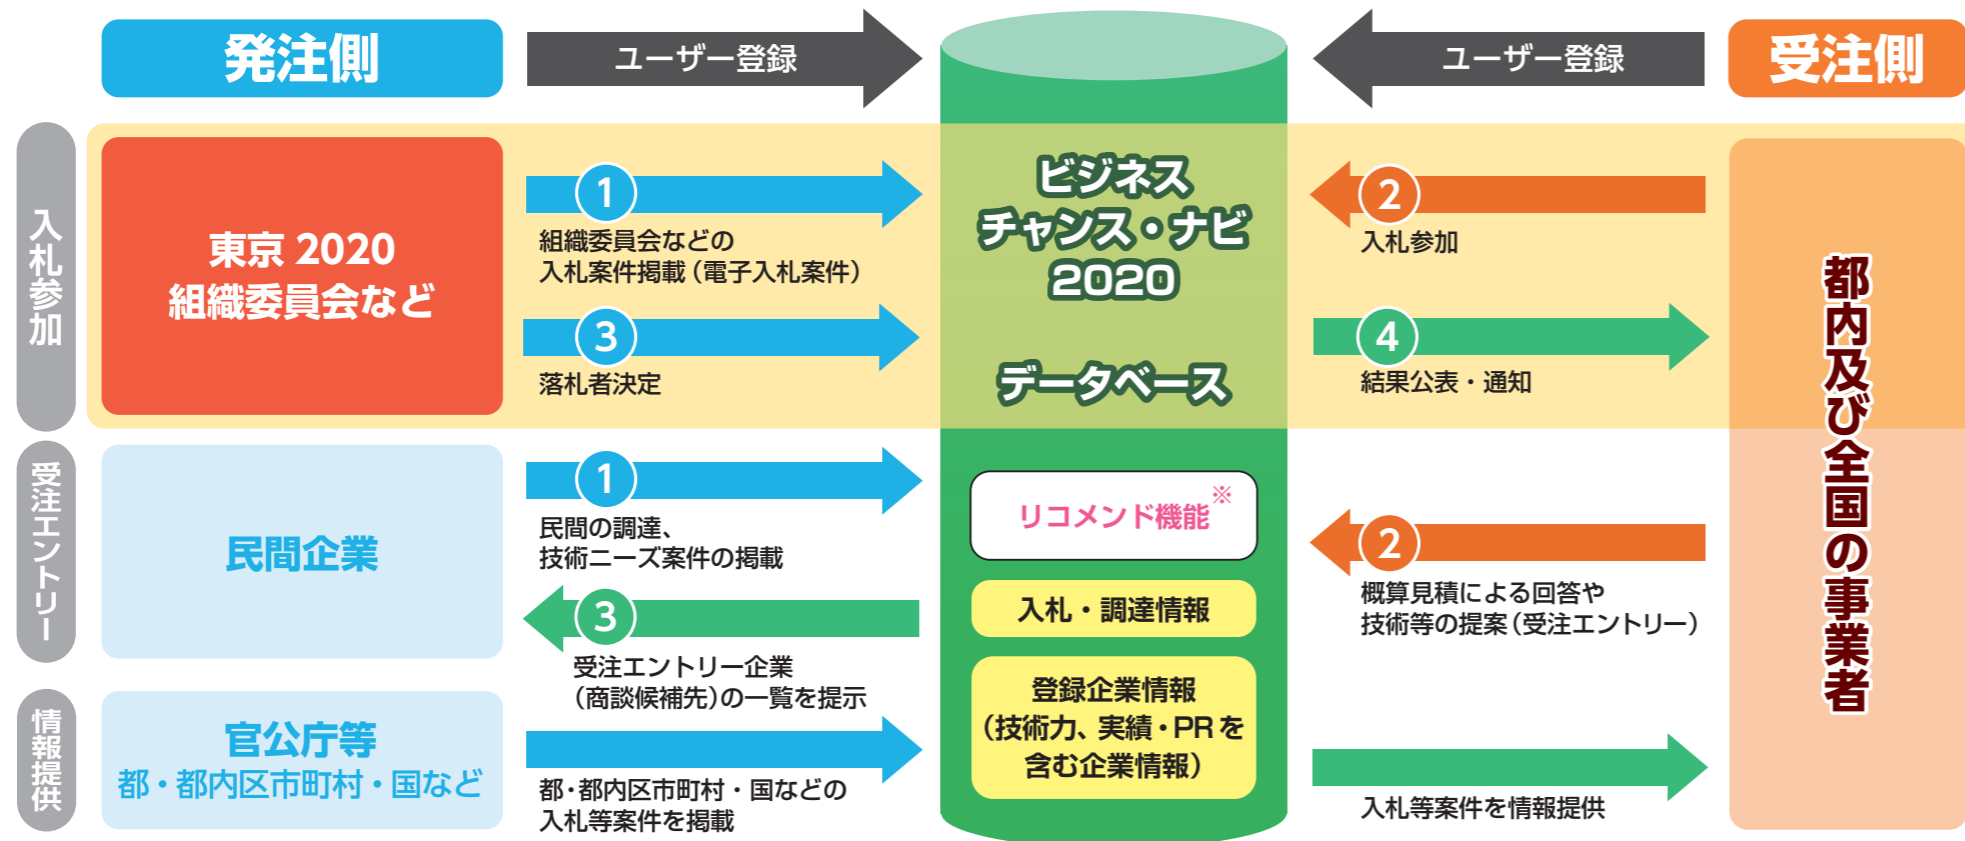 発注側
ユーザー登録
ユーザー登録
受注側
入札参加
東京 2020
組織委員会など
1
組織委員会などの
入札案件掲載（電子入札案件）
3
落札者決定
ビジネス
チャンス・ナビ
2020
データベース
2
入札参加
4
結果公表・通知
都内及び全国の事業者
受注エントリー
民間企業
1
民間の調達、
技術ニーズ案件の掲載
3
受注エントリー企業
（商談候補先）の一覧を提示
リコメンド機能※
入札・調達情報
登録企業情報
（技術力、実績・PRを
含む企業情報）
2
概算見積による回答や
技術等の提案（受注エントリー）
情報提供
官公庁等
都・都内区市町村・国など
都・都内区市町村・国などの
入札等案件を掲載
入札等案件を情報提供